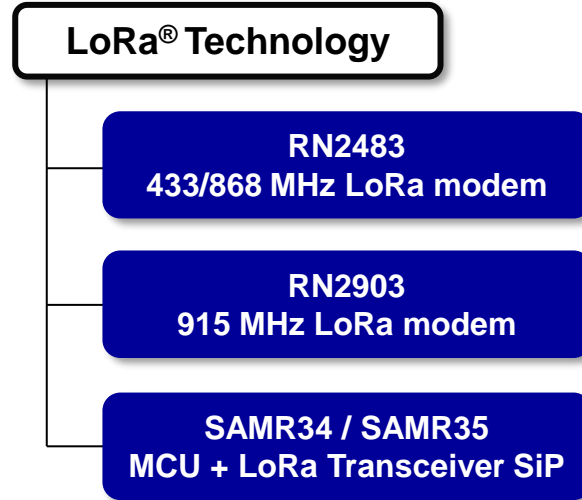 LoRa® Technology
RN2483
433/868 MHz LoRa modem
RN2903
915 MHz LoRa modem
SAMR34 / SAMR35
MCU + LoRa Transceiver SiP